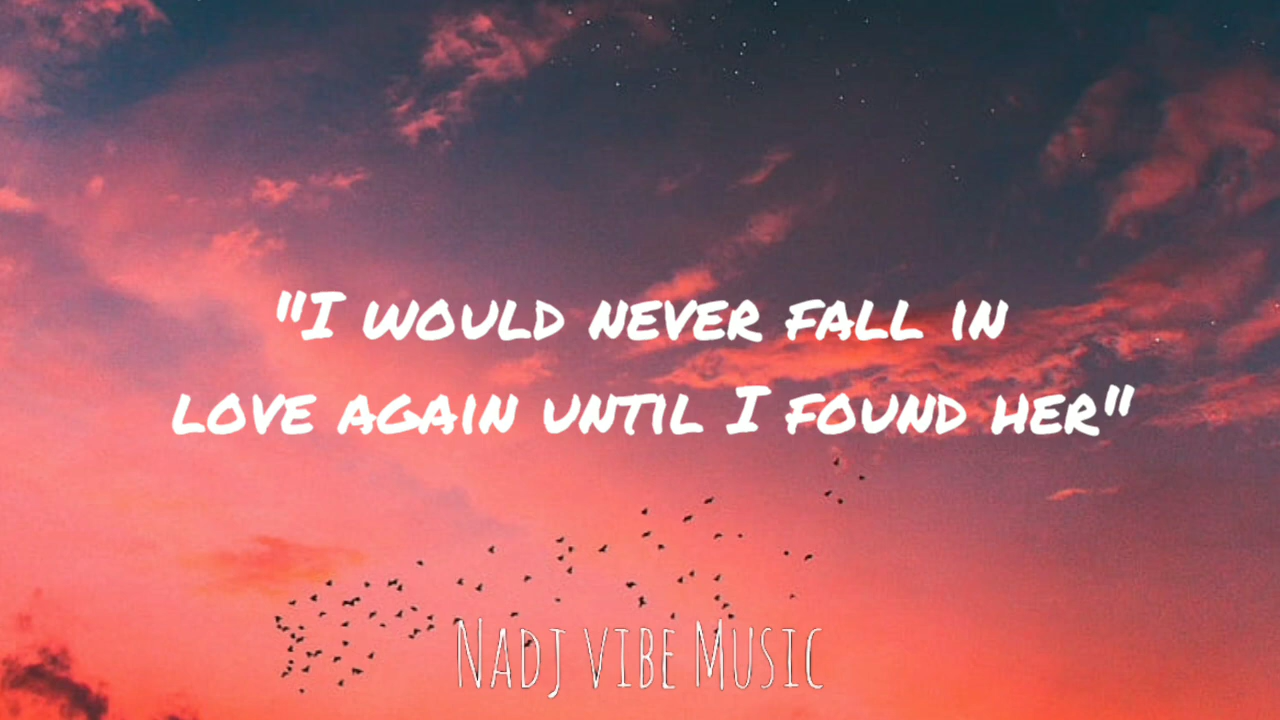 "I WOULD NEVER FALL IN
LOVE AGAIN UNTIL I FOUND HER"
NADJ VIBE MUSIC